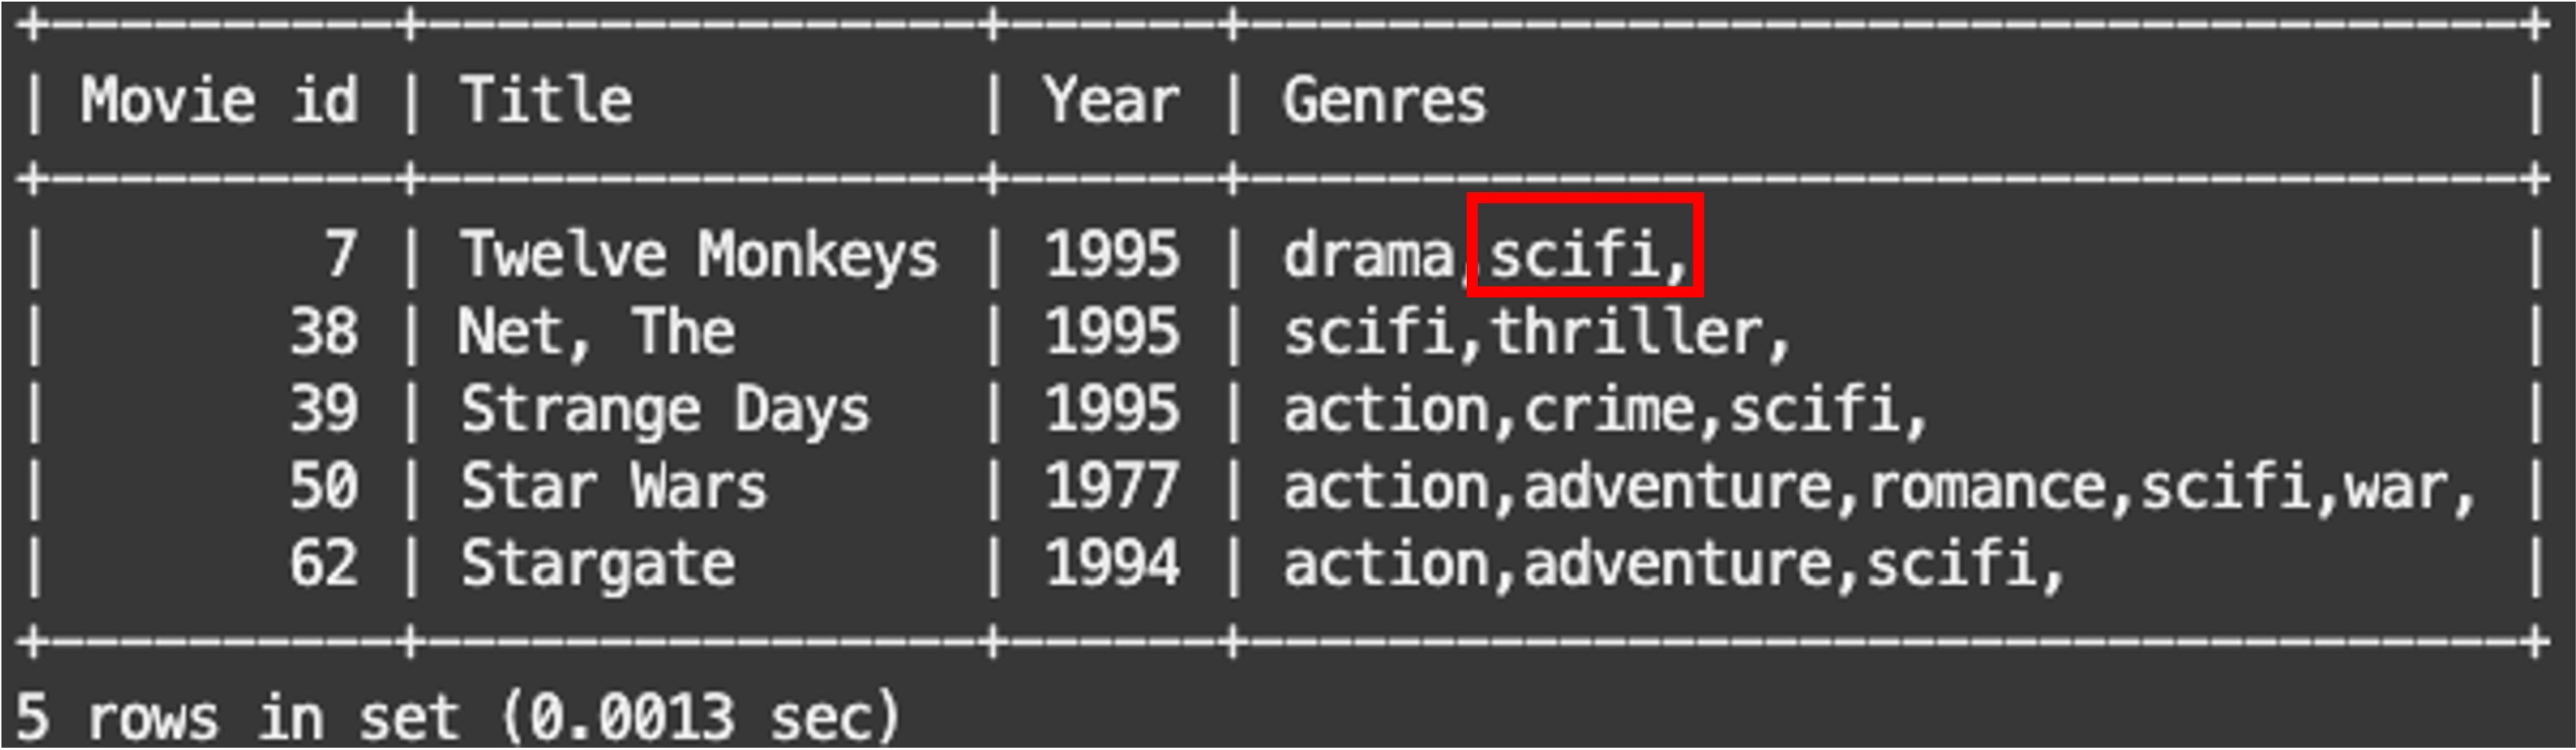 +-----------+----------------+------+--------------------------------------+
| Movie id | Title          | Year | Genres                               |
+-----------+----------------+------+--------------------------------------+
|        7 | Twelve Monkeys | 1995 | drama,scifi,                         |
|       38 | Net, The       | 1995 | scifi,thriller,                      |
|       39 | Strange Days   | 1995 | action,crime,scifi,                  |
|       50 | Star Wars      | 1977 | action,adventure,romance,scifi,war,  |
|       62 | Stargate       | 1994 | action,adventure,scifi,              |
+-----------+----------------+------+--------------------------------------+
5 rows in set (0.0013 sec)